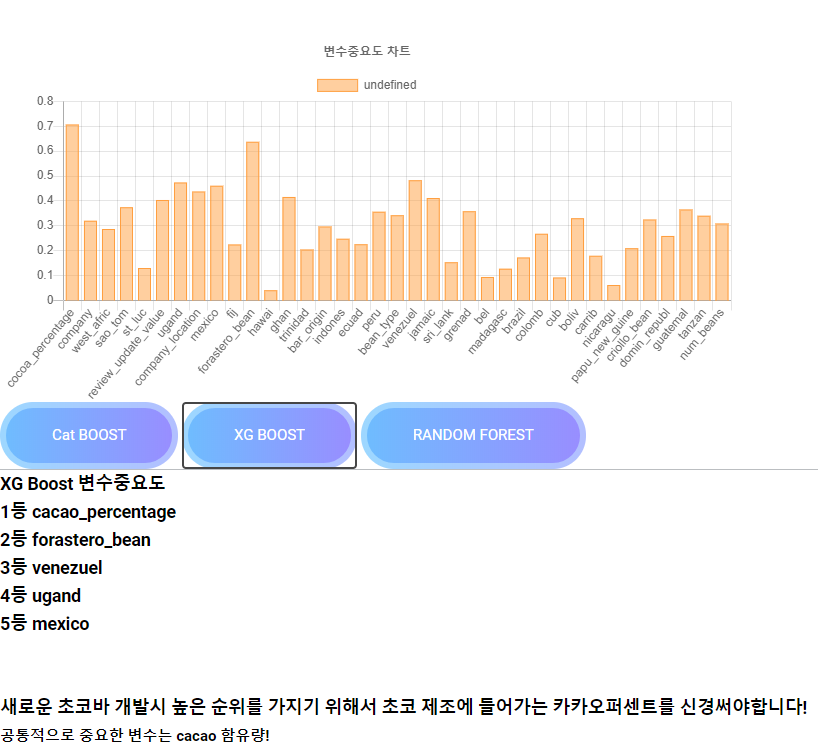 변수중요도 차트
undefined
0.8
0.7
0.6
0.5
0.4
0.3
0.2
0.1
0
cocoa_percentage
company
west_afric
sao_tom
st_luc
review_update_value
ugand
company_location
mexico
fij
forastero_bean
hawai
ghan
trinidad
bar_origin
indones
ecuad
peru
bean_type
venezuel
jamaic
sri_lank
grenad
bel
madagasc
brazil
colomb
cub
boliv
carrib
nicaragu
papu_new_guine
criollo_bean
domin_republ
guatemal
tanzan
num_beans
Cat BOOST
XG BOOST
RANDOM FOREST
XG Boost 변수중요도
1등 cacao_percentage
2등 forastero_bean
3등 venezuel
4등 ugand
5등 mexico
새로운 초코바 개발시 높은 순위를 가지기 위해서 초코 제조에 들어가는 카카오퍼센트를 신경써야합니다!
공통적으로 중요한 변수는 cacao 함유량!